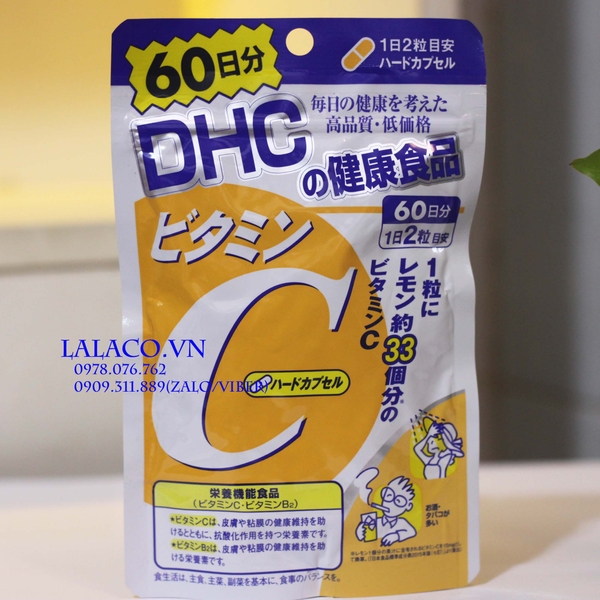 60日分
1日2粒目安
ハードカプセル
毎日の健康を考えた
高品質・低価格
DHC
の健康食品
60日分
1日2粒目安
ビタミン
C
1粒に
レモン約33個分の
ビタミンC
LALACO.VN
0978.076.762
0909.311.889(ZALO/VIBER)
ハードカプセル
栄養機能食品
(ビタミンC・ビタミンB2)
●ビタミンCは、皮膚や粘膜の健康維持を助
けるとともに、抗酸化作用を持つ栄養素です。
●ビタミンB2は、皮膚や粘膜の健康維持を助
ける栄養素です。
お酒・
タバコが
多い
食生活は、主食、主菜、副菜を基本に、食事のバランスを。